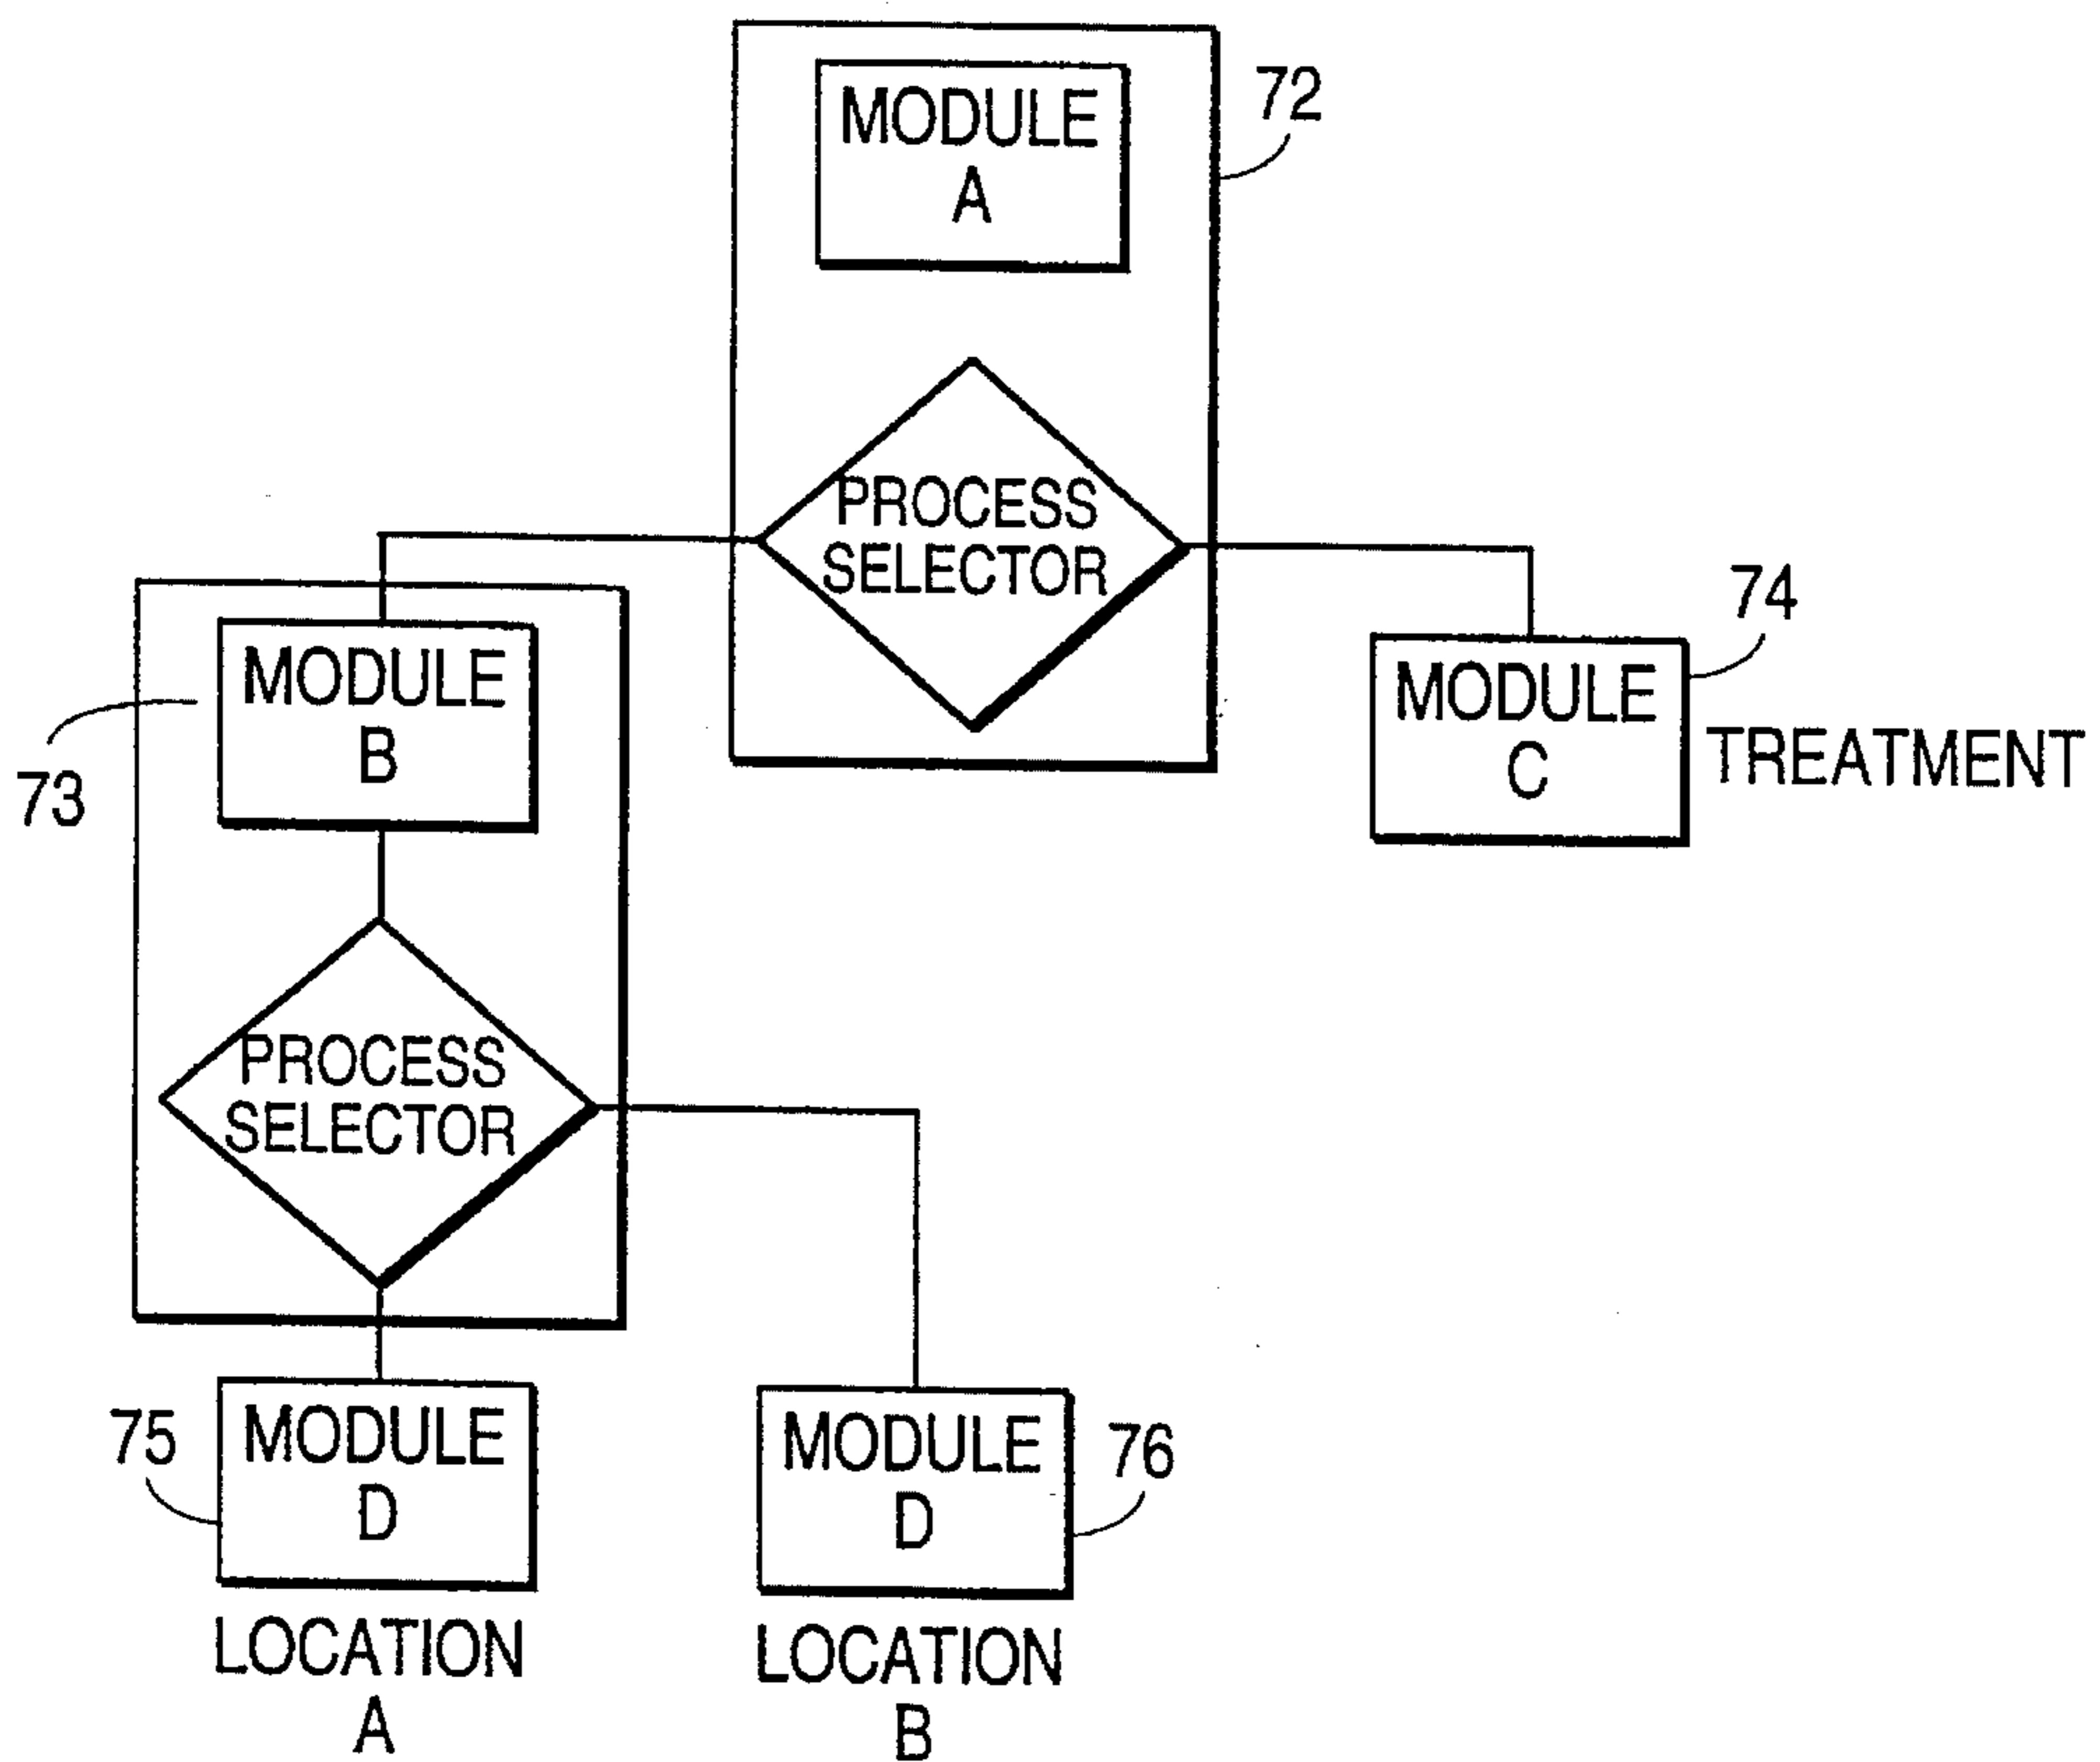 MODULE
A
72
PROCESS
SELECTOR
74
MODULE
C
TREATMENT
MODULE
B
73
PROCESS
SELECTOR
75
MODULE
D
LOCATION
A
MODULE
D
76
LOCATION
B